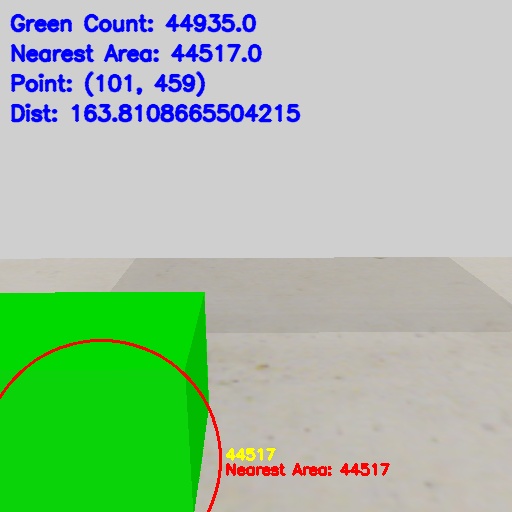 Green Count: 44935.0
Nearest Area: 44517.0
Point: (101, 459)
Dist: 163.8108665504215
44517
Nearest Area: 44517